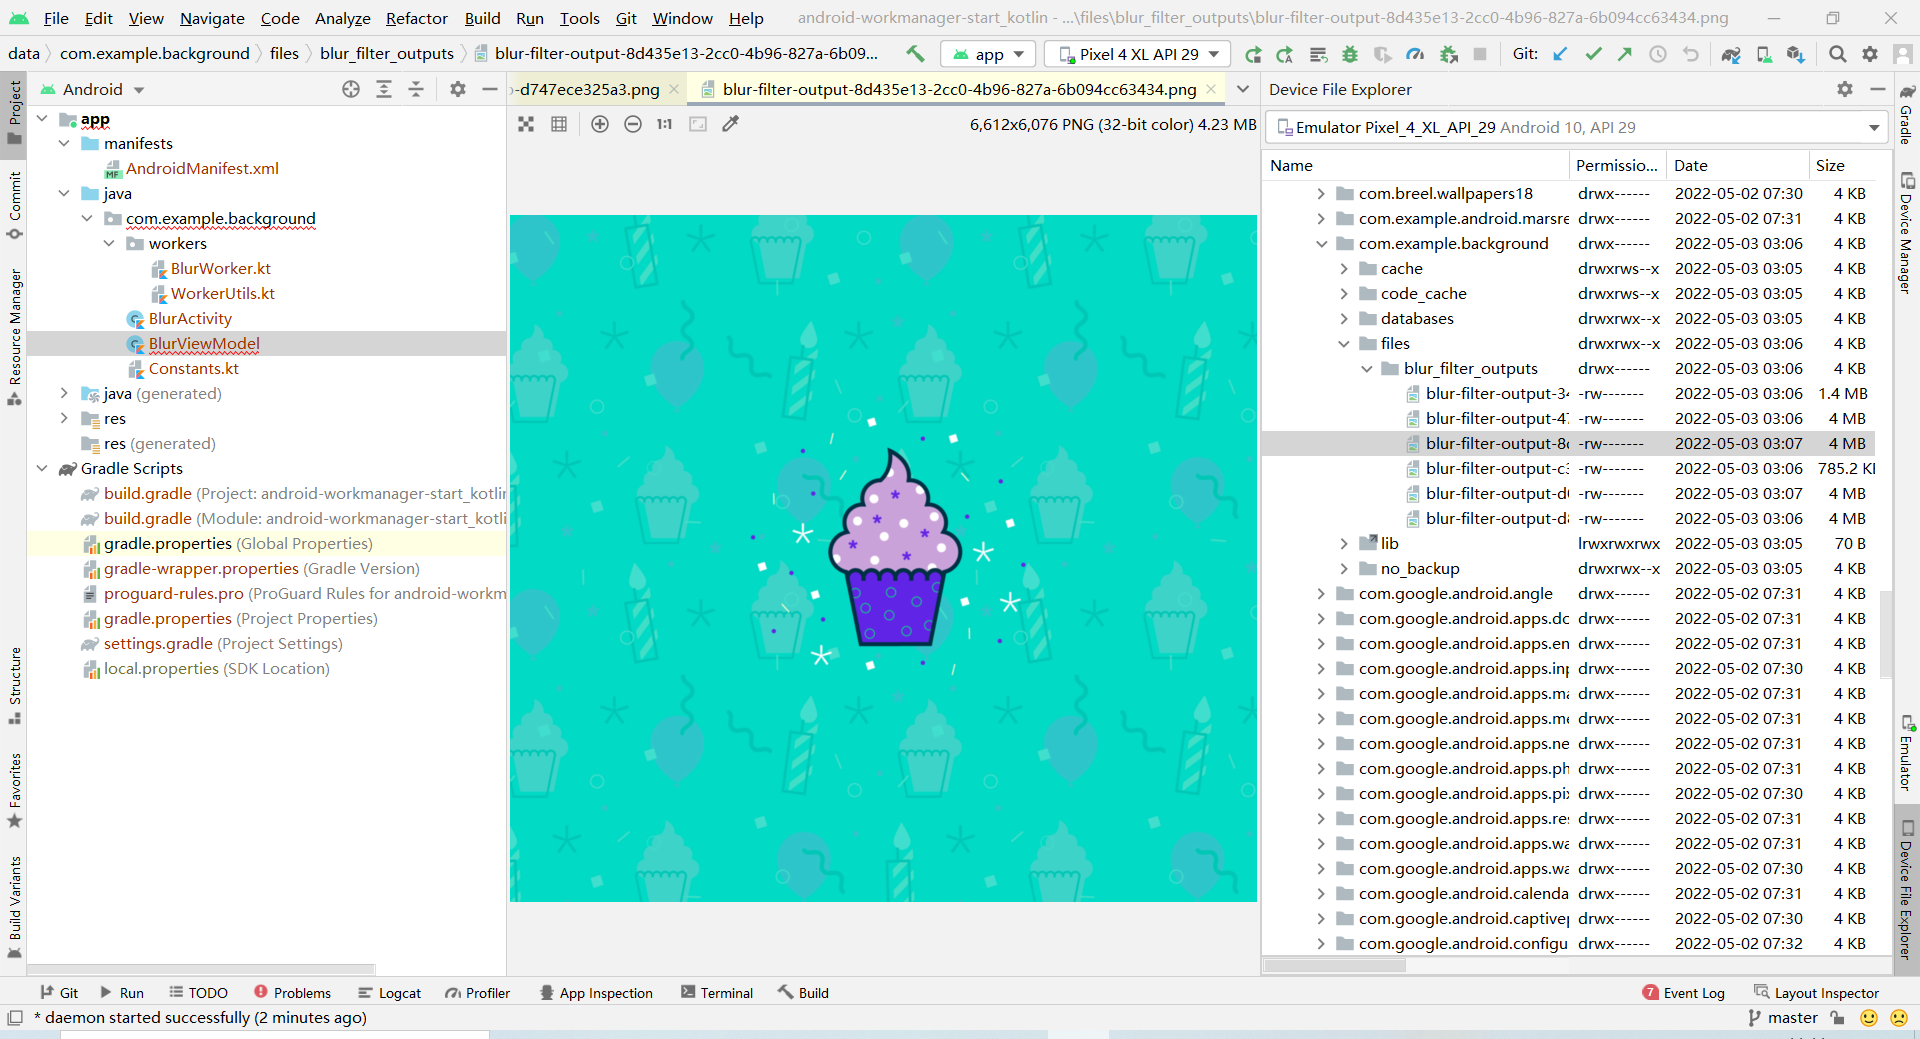 File Edit View Navigate Code Analyze Refactor Build Run Tools Git Window Help android-workmanager-start_kotlin - ...\files\blur_filter_outputs\blur-filter-output-8d435e13-2cc0-4b96-827a-6b094cc63434.png
data com.example.background files blur_filter_outputs blur-filter-output-8d435e13-2cc0-4b96-827a-6b09... app Pixel 4 XL API 29 Git:
Project
Commit
Resource Manager
Structure
Favorites
Build Variants
Android
app
manifests
AndroidManifest.xml
java
com.example.background
workers
BlurWorker.kt
WorkerUtils.kt
BlurActivity
BlurViewModel
Constants.kt
java (generated)
res
res (generated)
Gradle Scripts
build.gradle (Project: android-workmanager-start_kotlin
build.gradle (Module: android-workmanager-start_kotli
gradle.properties (Global Properties)
gradle-wrapper.properties (Gradle Version)
proguard-rules.pro (ProGuard Rules for android-workm
gradle.properties (Project Properties)
settings.gradle (Project Settings)
local.properties (SDK Location)
-d747ece325a3.png blur-filter-output-8d435e13-2cc0-4b96-827a-6b094cc63434.png
1:1 6,612x6,076 PNG (32-bit color) 4.23 MB
Device File Explorer
Emulator Pixel_4_XL_API_29 Android 10, API 29
Name Permissio... Date Size
com.breel.wallpapers18 drwx------ 2022-05-02 07:30 4 KB
com.example.android.marsre drwx------ 2022-05-02 07:31 4 KB
com.example.background drwx------ 2022-05-03 03:06 4 KB
cache drwxrws--x 2022-05-03 03:05 4 KB
code_cache drwxrws--x 2022-05-03 03:05 4 KB
databases drwxrwx--x 2022-05-03 03:05 4 KB
files drwxrwx--x 2022-05-03 03:06 4 KB
blur_filter_outputs drwx------ 2022-05-03 03:06 4 KB
blur-filter-output-34 -rw------- 2022-05-03 03:06 1.4 MB
blur-filter-output-47 -rw------- 2022-05-03 03:06 4 MB
blur-filter-output-8d -rw------- 2022-05-03 03:07 4 MB
blur-filter-output-c3 -rw------- 2022-05-03 03:06 785.2 KI
blur-filter-output-d -rw------- 2022-05-03 03:07 4 MB
blur-filter-output-d8 -rw------- 2022-05-03 03:06 4 MB
lib lrwxrwxrwx 2022-05-03 03:05 70 B
no_backup drwxrwx--x 2022-05-03 03:05 4 KB
com.google.android.angle drwx------ 2022-05-02 07:31 4 KB
com.google.android.apps.dc drwx------ 2022-05-02 07:31 4 KB
com.google.android.apps.en drwx------ 2022-05-02 07:31 4 KB
com.google.android.apps.inp drwx------ 2022-05-02 07:30 4 KB
com.google.android.apps.ma drwx------ 2022-05-02 07:31 4 KB
com.google.android.apps.me drwx------ 2022-05-02 07:31 4 KB
com.google.android.apps.ne drwx------ 2022-05-02 07:31 4 KB
com.google.android.apps.ph drwx------ 2022-05-02 07:31 4 KB
com.google.android.apps.pix drwx------ 2022-05-02 07:30 4 KB
com.google.android.apps.res drwx------ 2022-05-02 07:31 4 KB
com.google.android.apps.wa drwx------ 2022-05-02 07:31 4 KB
com.google.android.apps.wa drwx------ 2022-05-02 07:30 4 KB
com.google.android.calenda drwx------ 2022-05-02 07:31 4 KB
com.google.android.captivep drwx------ 2022-05-02 07:30 4 KB
com.google.android.configu drwx------ 2022-05-02 07:32 4 KB
Gradle
Device Manager
Emulator
Device File Explorer
Git Run TODO Problems Logcat Profiler App Inspection Terminal Build 7 Event Log Layout Inspector
* daemon started successfully (2 minutes ago) master